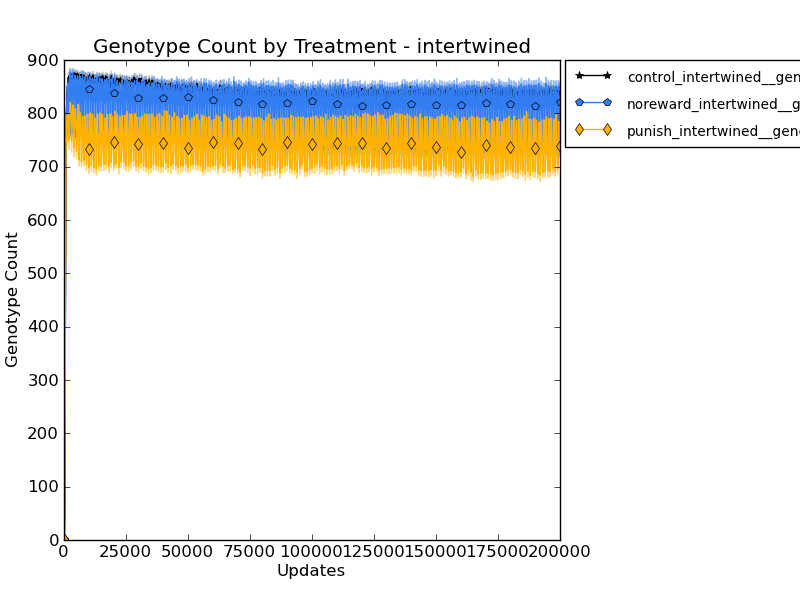 Genotype Count by Treatment - intertwined
900
800
700
600
500
400
300
200
100
0
Genotype Count
0 25000 50000 75000 100000 125000 150000 175000 200000
Updates
control_intertwined__gen
noreward_intertwined__g
punish_intertwined__gen